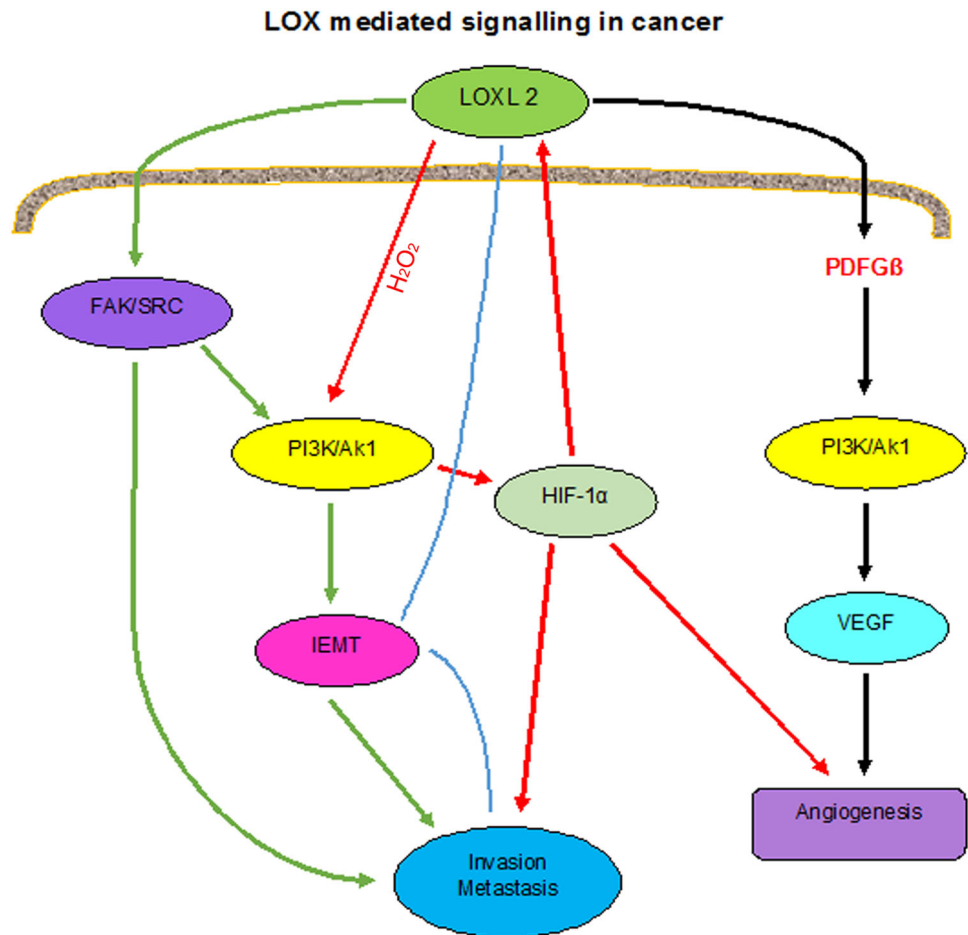 LOX mediated signalling in cancer
LOXL 2
H₂O₂
PDFGß
FAK/SRC
PI3K/Ak1
PI3K/Ak1
HIF-1α
VEGF
IEMT
Angiogenesis
Invasion
Metastasis